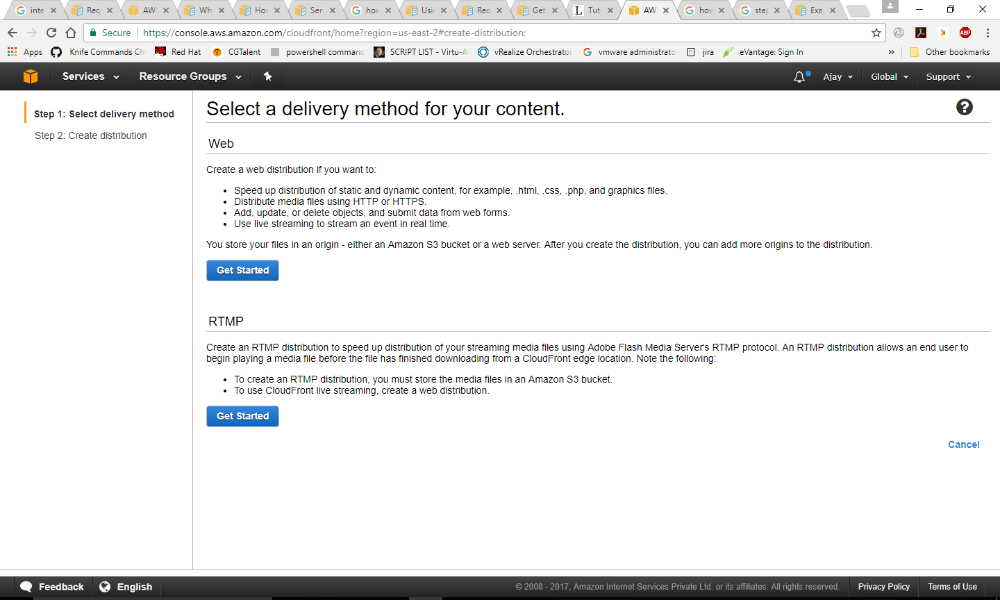 inte
Req
AW
Wh
How
Ser
how
Usin
Req
Get
Tut
AW
how
step
Exa
Secure
https://console.aws.amazon.com/cloudfront/home?region=us-east-2#create-distribution:
ABP
Apps
Knife Commands Ch
Red Hat
CGTalent
powershell command
SCRIPT LIST - Virtu-A
vRealize Orchestrator
vmware administrato
jira
eVantage: Sign In
»
Other bookmarks
Services
Resource Groups
Ajay
Global
Support
Step 1: Select delivery method
Step 2: Create distribution
Select a delivery method for your content.
?
Web
Create a web distribution if you want to:
• Speed up distribution of static and dynamic content, for example, .html, .css, .php, and graphics files.
• Distribute media files using HTTP or HTTPS.
• Add, update, or delete objects, and submit data from web forms.
• Use live streaming to stream an event in real time.
You store your files in an origin - either an Amazon S3 bucket or a web server. After you create the distribution, you can add more origins to the distribution.
Get Started
RTMP
Create an RTMP distribution to speed up distribution of your streaming media files using Adobe Flash Media Server's RTMP protocol. An RTMP distribution allows an end user to
begin playing a media file before the file has finished downloading from a CloudFront edge location. Note the following:
• To create an RTMP distribution, you must store the media files in an Amazon S3 bucket.
• To use CloudFront live streaming, create a web distribution.
Get Started
Cancel
Feedback
English
© 2008 - 2017, Amazon Internet Services Private Ltd. or its affiliates. All rights reserved.
Privacy Policy
Terms of Use